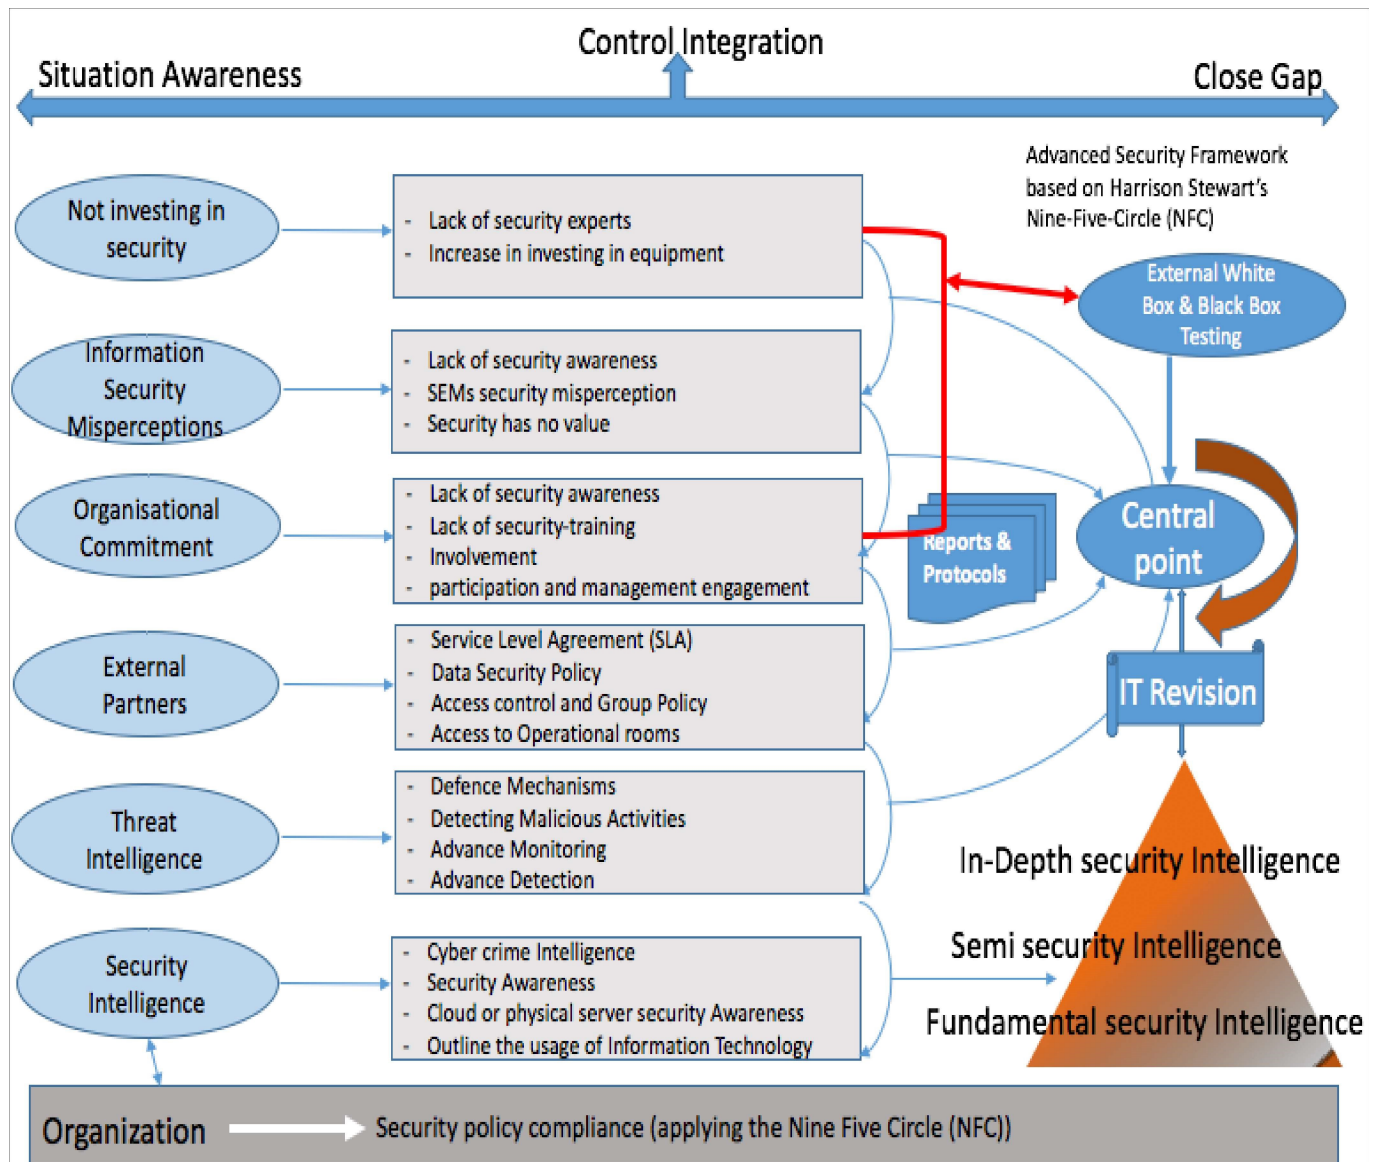 Control Integration
Situation Awareness
Close Gap
Advanced Security Framework
based on Harrison Stewart's
Nine-Five-Circle (NFC)
Not investing in
security
- Lack of security experts
- Increase in investing in equipment
External White
Box & Black Box
Testing
Information
Security
Misperceptions
- Lack of security awareness
- SEMs security misperception
- Security has no value
Organisational
Commitment
- Lack of security awareness
- Lack of security-training
- Involvement
- participation and management engagement
Reports &
Protocols
Central
point
External
Partners
- Service Level Agreement (SLA)
- Data Security Policy
- Access control and Group Policy
- Access to Operational rooms
IT Revision
Threat
Intelligence
- Defence Mechanisms
- Detecting Malicious Activities
- Advance Monitoring
- Advance Detection
In-Depth security Intelligence
Semi security Intelligence
Fundamental security Intelligence
Security
Intelligence
- Cyber crime Intelligence
- Security Awareness
- Cloud or physical server security Awareness
- Outline the usage of Information Technology
Organization
Security policy compliance (applying the Nine Five Circle (NFC))